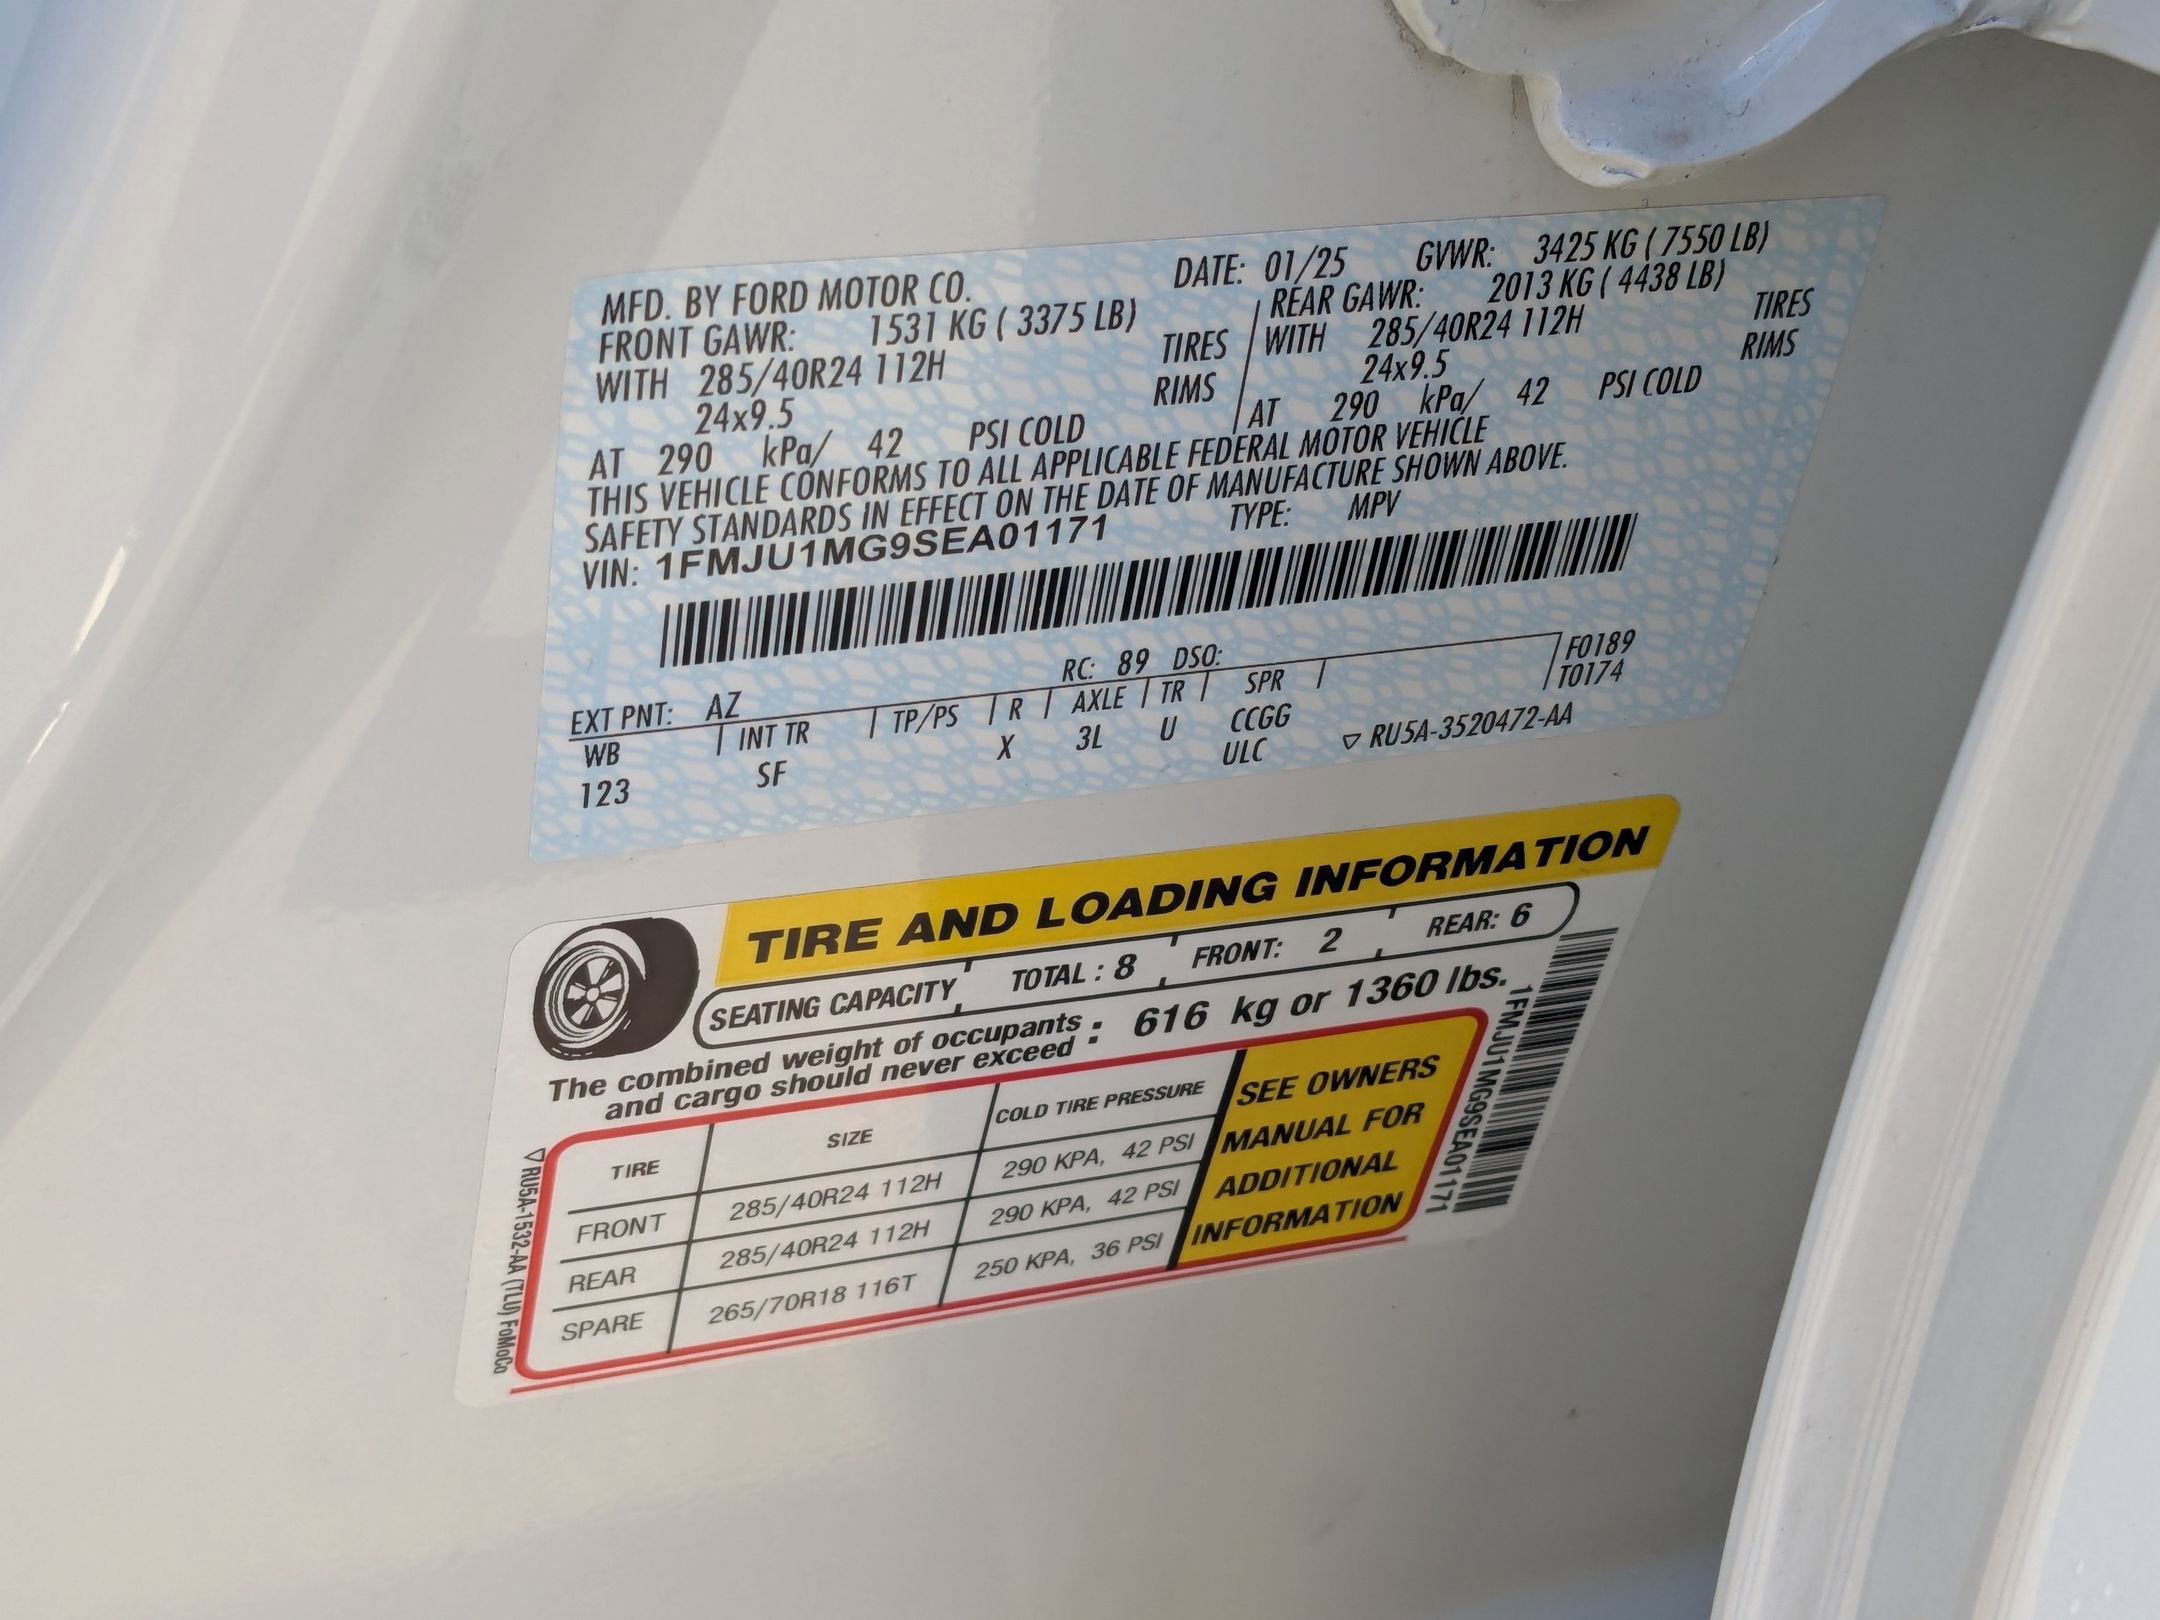 MFD. BY FORD MOTOR CO. DATE: 01/25 GVWR: 3425 KG ( 7550 LB)
FRONT GAWR: 1531 KG ( 3375 LB) REAR GAWR: 2013 KG ( 4438 LB)
WITH 285/40R24 112H TIRES WITH 285/40R24 112H TIRES
24x9.5 RIMS 24x9.5 RIMS
AT 290 kPa/ 42 PSI COLD AT 290 kPa/ 42 PSI COLD
THIS VEHICLE CONFORMS TO ALL APPLICABLE FEDERAL MOTOR VEHICLE
SAFETY STANDARDS IN EFFECT ON THE DATE OF MANUFACTURE SHOWN ABOVE.
VIN: 1FMJU1MG9SEA01171 TYPE: MPV
EXT PNT: AZ RC: 89 DSO: F0189
WB INT TR TP/PS R AXLE TR SPR T0174
123 SF X 3L U CCGG
ULC ▽ RU5A-3520472-AA
TIRE AND LOADING INFORMATION
SEATING CAPACITY TOTAL : 8 FRONT: 2 REAR: 6
The combined weight of occupants
and cargo should never exceed : 616 kg or 1360 lbs.
TIRE SIZE COLD TIRE PRESSURE
FRONT 285/40R24 112H 290 KPA, 42 PSI
REAR 285/40R24 112H 290 KPA, 42 PSI
SPARE 265/70R18 116T 250 KPA, 36 PSI
SEE OWNERS
MANUAL FOR
ADDITIONAL
INFORMATION
1FMJU1MG9SEA01171
▽RU5A-1532-AA (TLU) FoMoCo